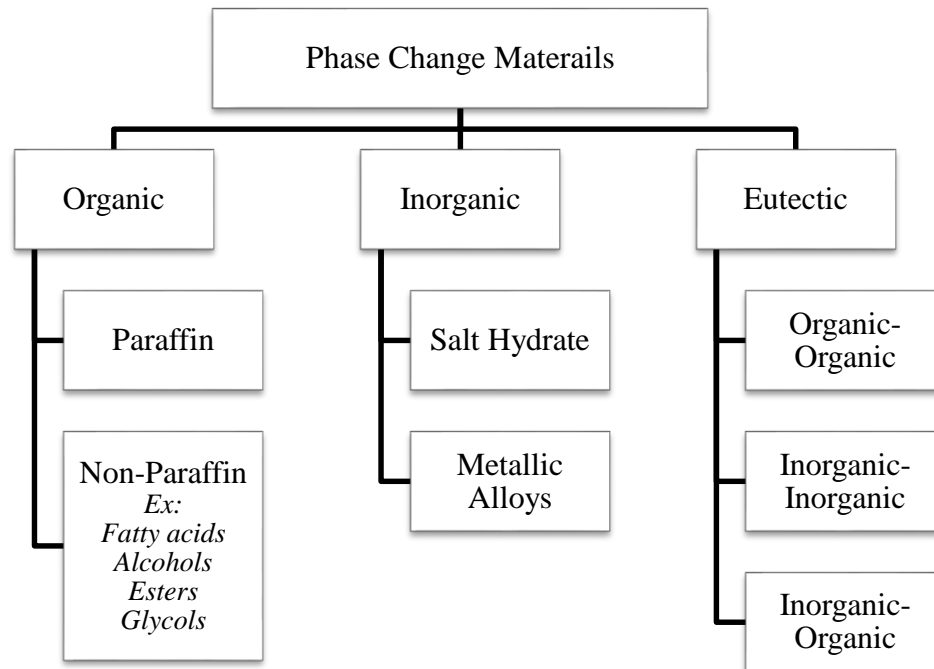 Phase Change Materails
Organic
Inorganic
Eutectic
Paraffin
Non-Paraffin
Ex:
Fatty acids
Alcohols
Esters
Glycols
Salt Hydrate
Metallic
Alloys
Organic-
Organic
Inorganic-
Inorganic
Inorganic-
Organic